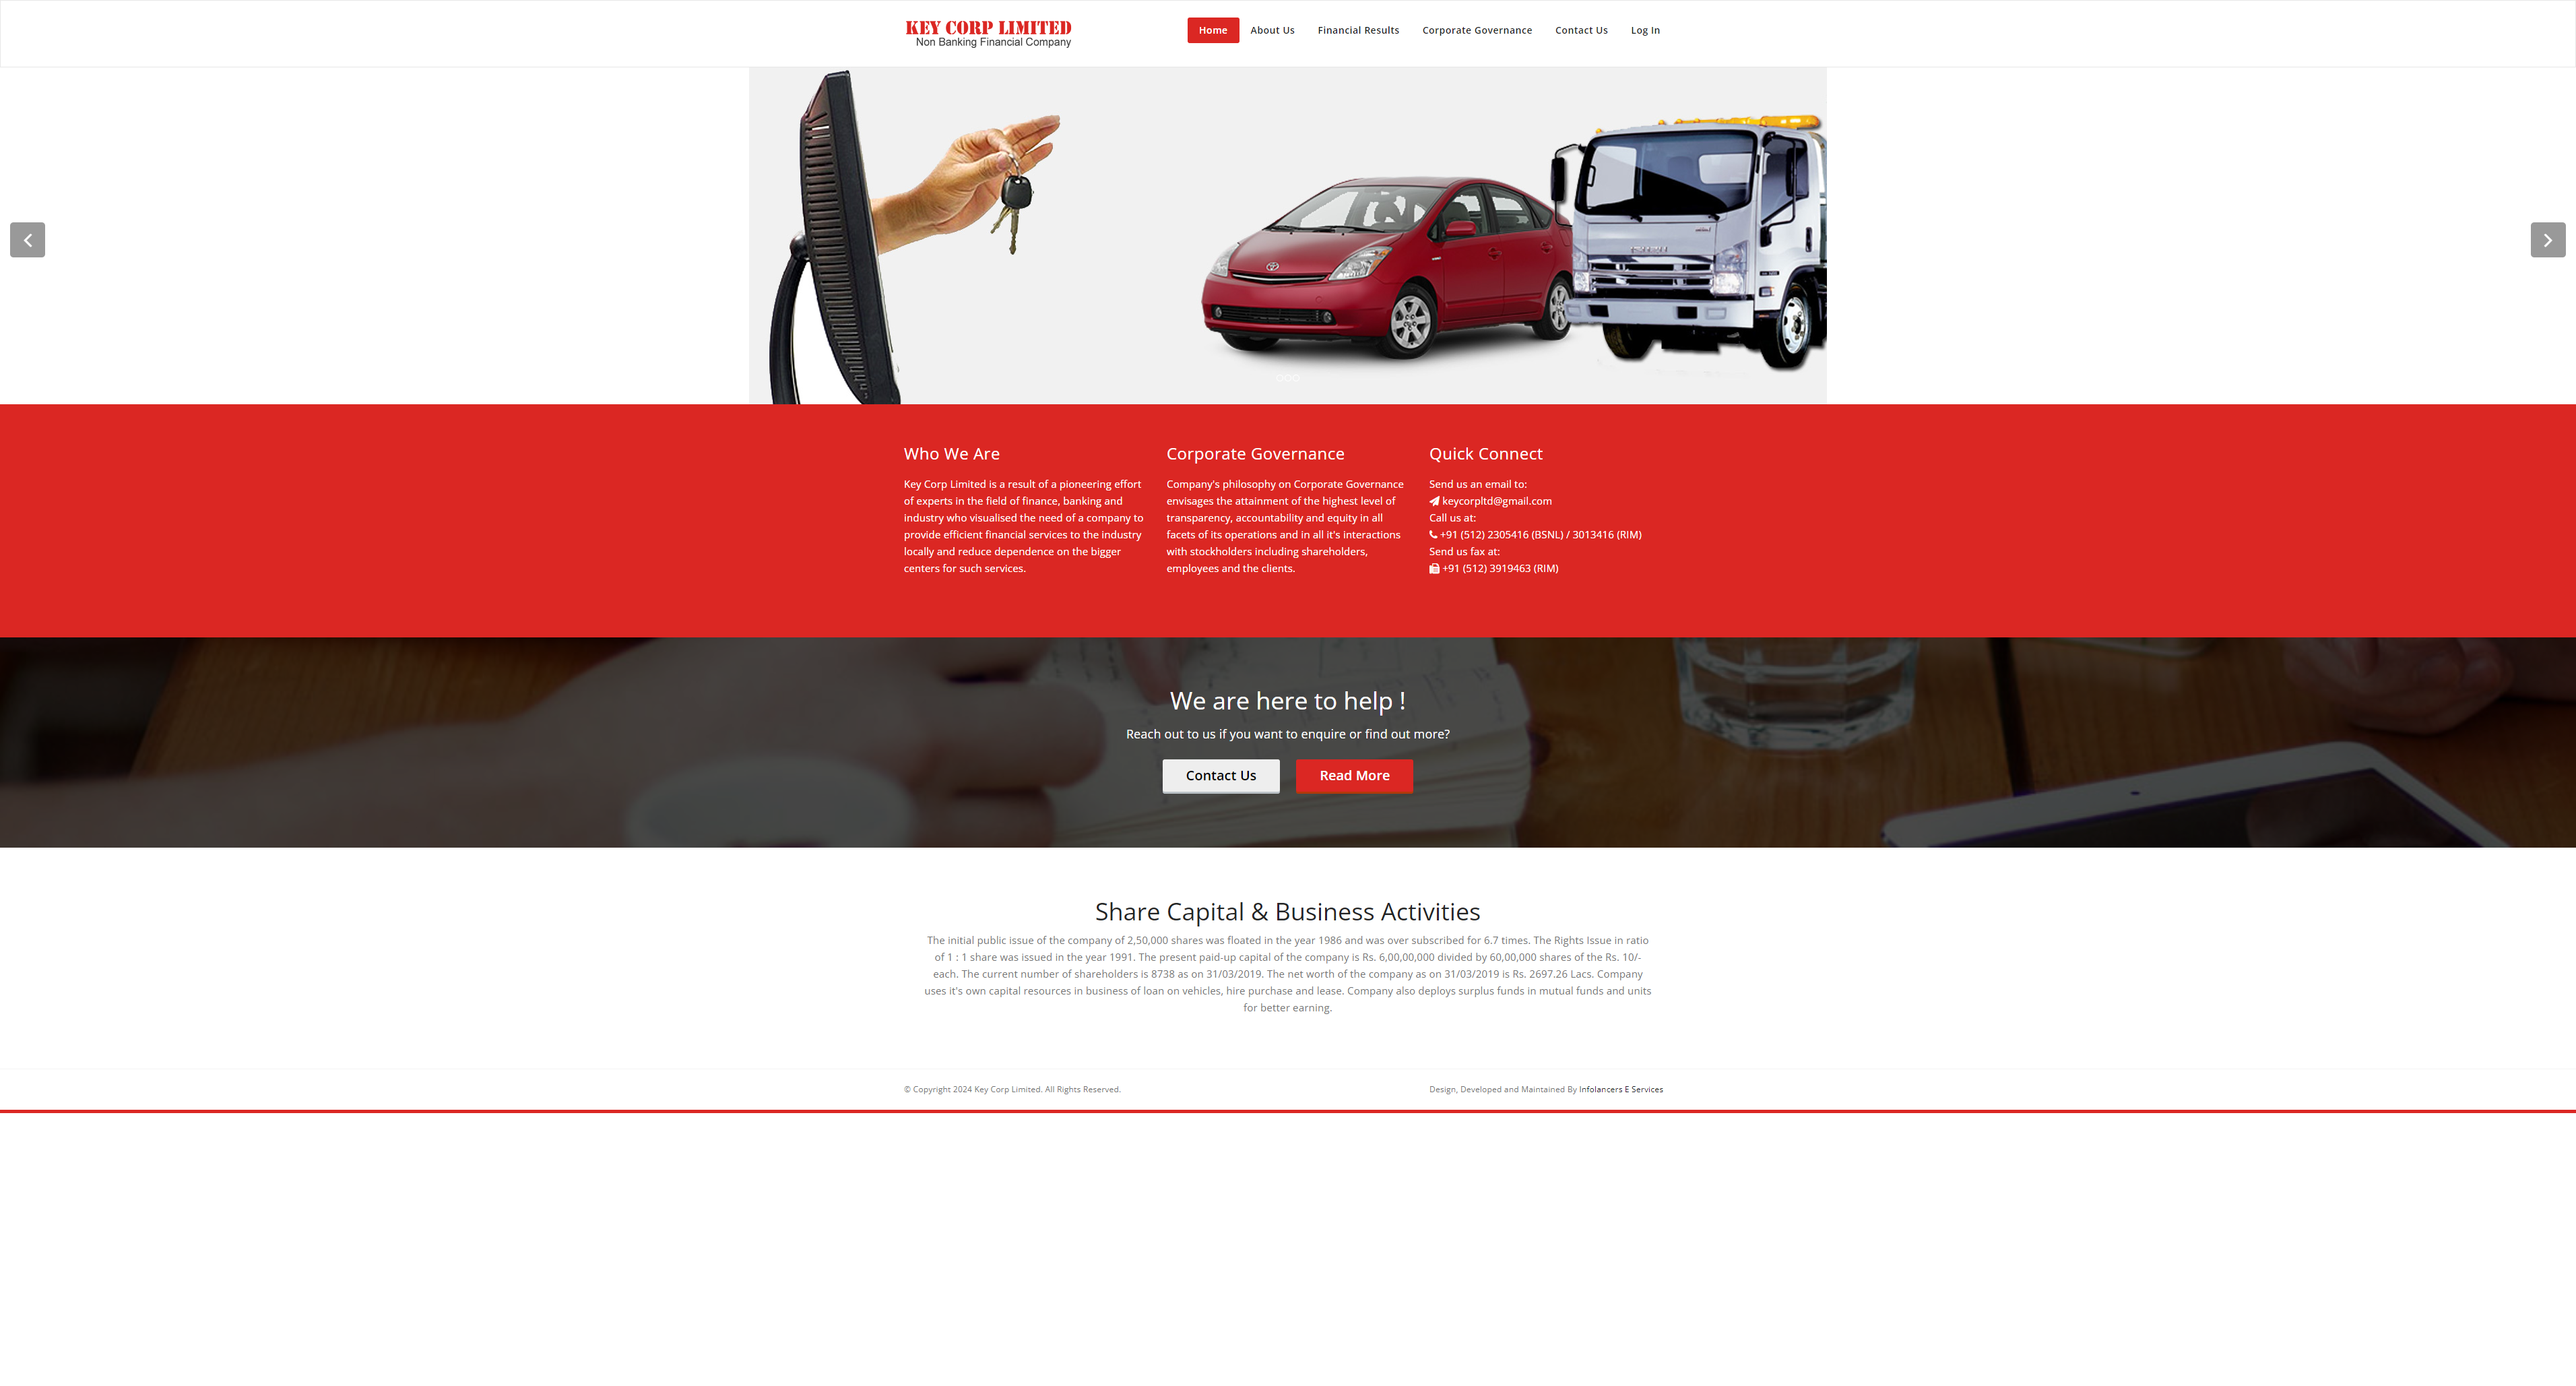 KEY CORP LIMITED
Non Banking Financial Company
Home
About Us
Financial Results
Corporate Governance
Contact Us
Log In
ISUZU
Who We Are
Key Corp Limited is a result of a pioneering effort
of experts in the field of finance, banking and
industry who visualised the need of a company to
provide efficient financial services to the industry
locally and reduce dependence on the bigger
centers for such services.
Corporate Governance
Company's philosophy on Corporate Governance
envisages the attainment of the highest level of
transparency, accountability and equity in all
facets of its operations and in all it's interactions
with stockholders including shareholders,
employees and the clients.
Quick Connect
Send us an email to:
keycorpltd@gmail.com
Call us at:
+91 (512) 2305416 (BSNL) / 3013416 (RIM)
Send us fax at:
+91 (512) 3919463 (RIM)
We are here to help !
Reach out to us if you want to enquire or find out more?
Contact Us
Read More
Share Capital & Business Activities
The initial public issue of the company of 2,50,000 shares was floated in the year 1986 and was over subscribed for 6.7 times. The Rights Issue in ratio
of 1 : 1 share was issued in the year 1991. The present paid-up capital of the company is Rs. 6,00,00,000 divided by 60,00,000 shares of the Rs. 10/-
each. The current number of shareholders is 8738 as on 31/03/2019. The net worth of the company as on 31/03/2019 is Rs. 2697.26 Lacs. Company
uses it's own capital resources in business of loan on vehicles, hire purchase and lease. Company also deploys surplus funds in mutual funds and units
for better earning.
© Copyright 2024 Key Corp Limited. All Rights Reserved.
Design, Developed and Maintained By Infolancers E Services